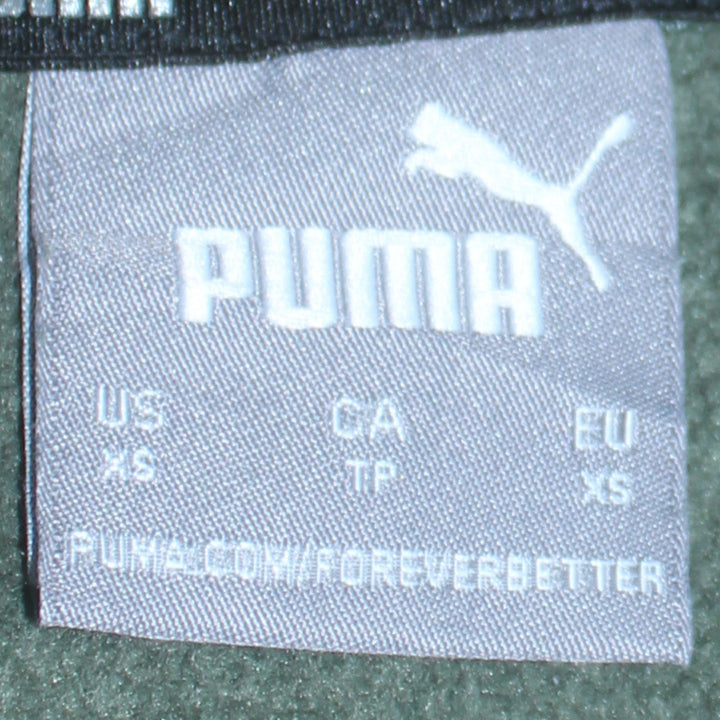 PUMA
US CA EU
XS TP XS
PUMA.COM/FOREVERBETTER